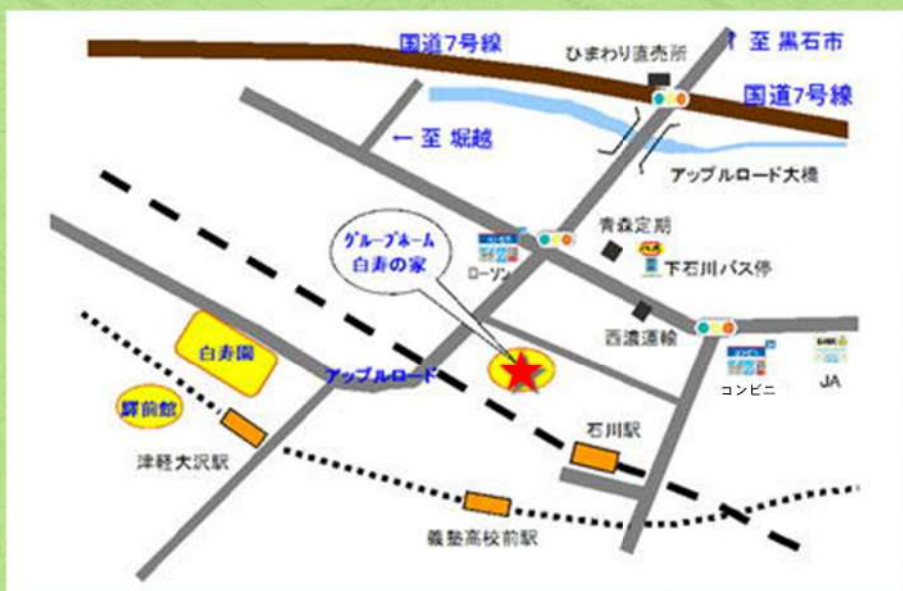 国道7号線
ひまわり直売所
↑ 至 黒石市
国道7号線
← 至 堀越
アップルロード大橋
青森定期
グループホーム
白寿の家
ローソン
下石川バス停
西濃運輸
白寿園
アップルロード
コンビニ
JA
驛前館
石川駅
津軽大沢駅
義塾高校前駅